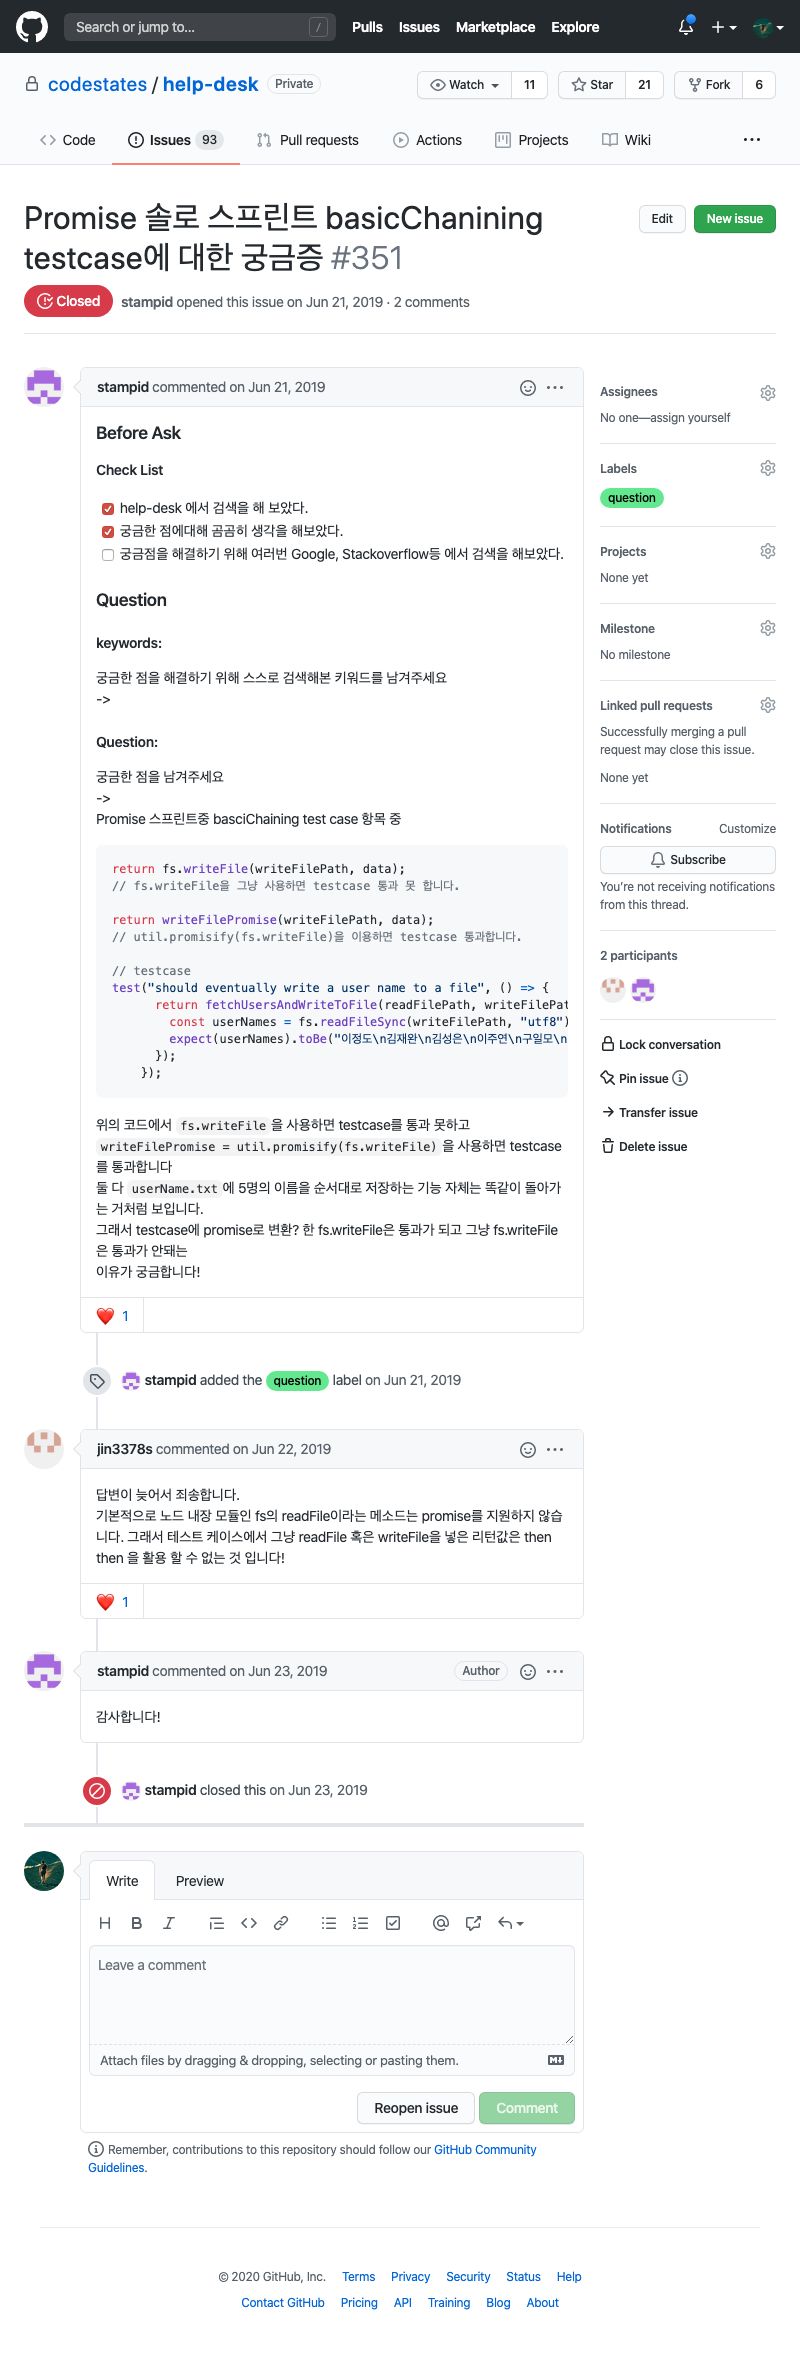 Search or jump to... /
Pulls Issues Marketplace Explore
codestates / help-desk Private
Watch 11 Star 21 Fork 6
Code Issues 93 Pull requests Actions Projects Wiki ...
Promise 솔로 스프린트 basicChanining
testcase에 대한 궁금증 #351
Edit New issue
Closed stampid opened this issue on Jun 21, 2019 · 2 comments
stampid commented on Jun 21, 2019
Before Ask
Check List
help-desk 에서 검색을 해 보았다.
궁금한 점에대해 곰곰히 생각을 해보았다.
궁금점을 해결하기 위해 여러번 Google, Stackoverflow등 에서 검색을 해보았다.
Question
keywords:
궁금한 점을 해결하기 위해 스스로 검색해본 키워드를 남겨주세요
->
Question:
궁금한 점을 남겨주세요
->
Promise 스프린트중 basciChaining test case 항목 중
return fs.writeFile(writeFilePath, data);
// fs.writeFile을 그냥 사용하면 testcase 통과 못 합니다.
return writeFilePromise(writeFilePath, data);
// util.promisify(fs.writeFile)을 이용하면 testcase 통과합니다.
// testcase
test("should eventually write a user name to a file", () => {
return fetchUsersAndWriteToFile(readFilePath, writeFilePat
const userNames = fs.readFileSync(writeFilePath, "utf8")
expect(userNames).toBe("이정도\n김재완\n김성은\n이주연\n구일모\n
});
});
위의 코드에서 fs.writeFile 을 사용하면 testcase를 통과 못하고
writeFilePromise = util.promisify(fs.writeFile) 을 사용하면 testcase
를 통과합니다
둘 다 userName.txt 에 5명의 이름을 순서대로 저장하는 기능 자체는 똑같이 돌아가
는 거처럼 보입니다.
그래서 testcase에 promise로 변환? 한 fs.writeFile은 통과가 되고 그냥 fs.writeFile
은 통과가 안돼는
이유가 궁금합니다!
1
stampid added the question label on Jun 21, 2019
jin3378s commented on Jun 22, 2019
답변이 늦어서 죄송합니다.
기본적으로 노드 내장 모듈인 fs의 readFile이라는 메소드는 promise를 지원하지 않습
니다. 그래서 테스트 케이스에서 그냥 readFile 혹은 writeFile을 넣은 리턴값은 then
then 을 활용 할 수 없는 것 입니다!
1
stampid commented on Jun 23, 2019 Author
감사합니다!
stampid closed this on Jun 23, 2019
Write Preview
Leave a comment
Attach files by dragging & dropping, selecting or pasting them.
Reopen issue Comment
Remember, contributions to this repository should follow our GitHub Community
Guidelines.
Assignees
No one—assign yourself
Labels
question
Projects
None yet
Milestone
No milestone
Linked pull requests
Successfully merging a pull
request may close this issue.
None yet
Notifications Customize
Subscribe
You're not receiving notifications
from this thread.
2 participants
Lock conversation
Pin issue
Transfer issue
Delete issue
© 2020 GitHub, Inc. Terms Privacy Security Status Help
Contact GitHub Pricing API Training Blog About